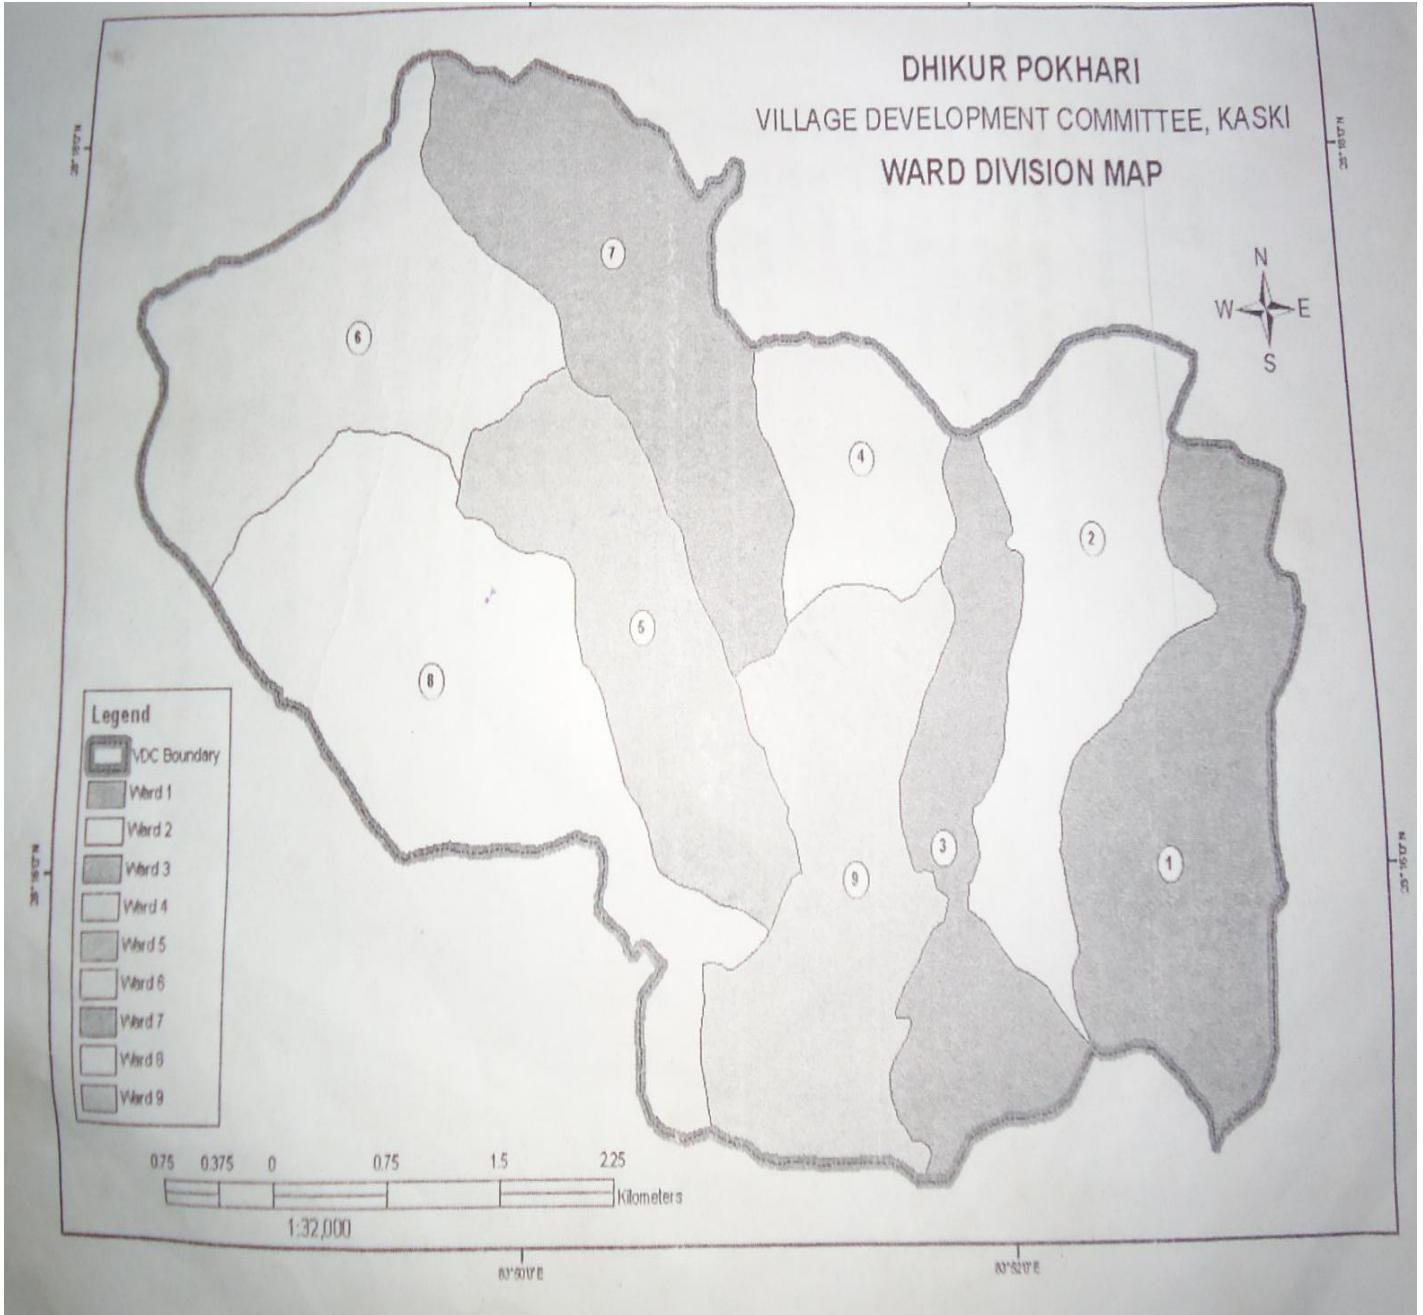 DHIKUR POKHARI
VILLAGE DEVELOPMENT COMMITTEE, KASKI
WARD DIVISION MAP
N
W E
S
7
6
4
2
5
8
3
1
9
Legend
VDC Boundary
Ward 1
Ward 2
Ward 3
Ward 4
Ward 5
Ward 6
Ward 7
Ward 8
Ward 9
0.75 0.375 0 0.75 1.5 2.25
Kilometers
1:32,000